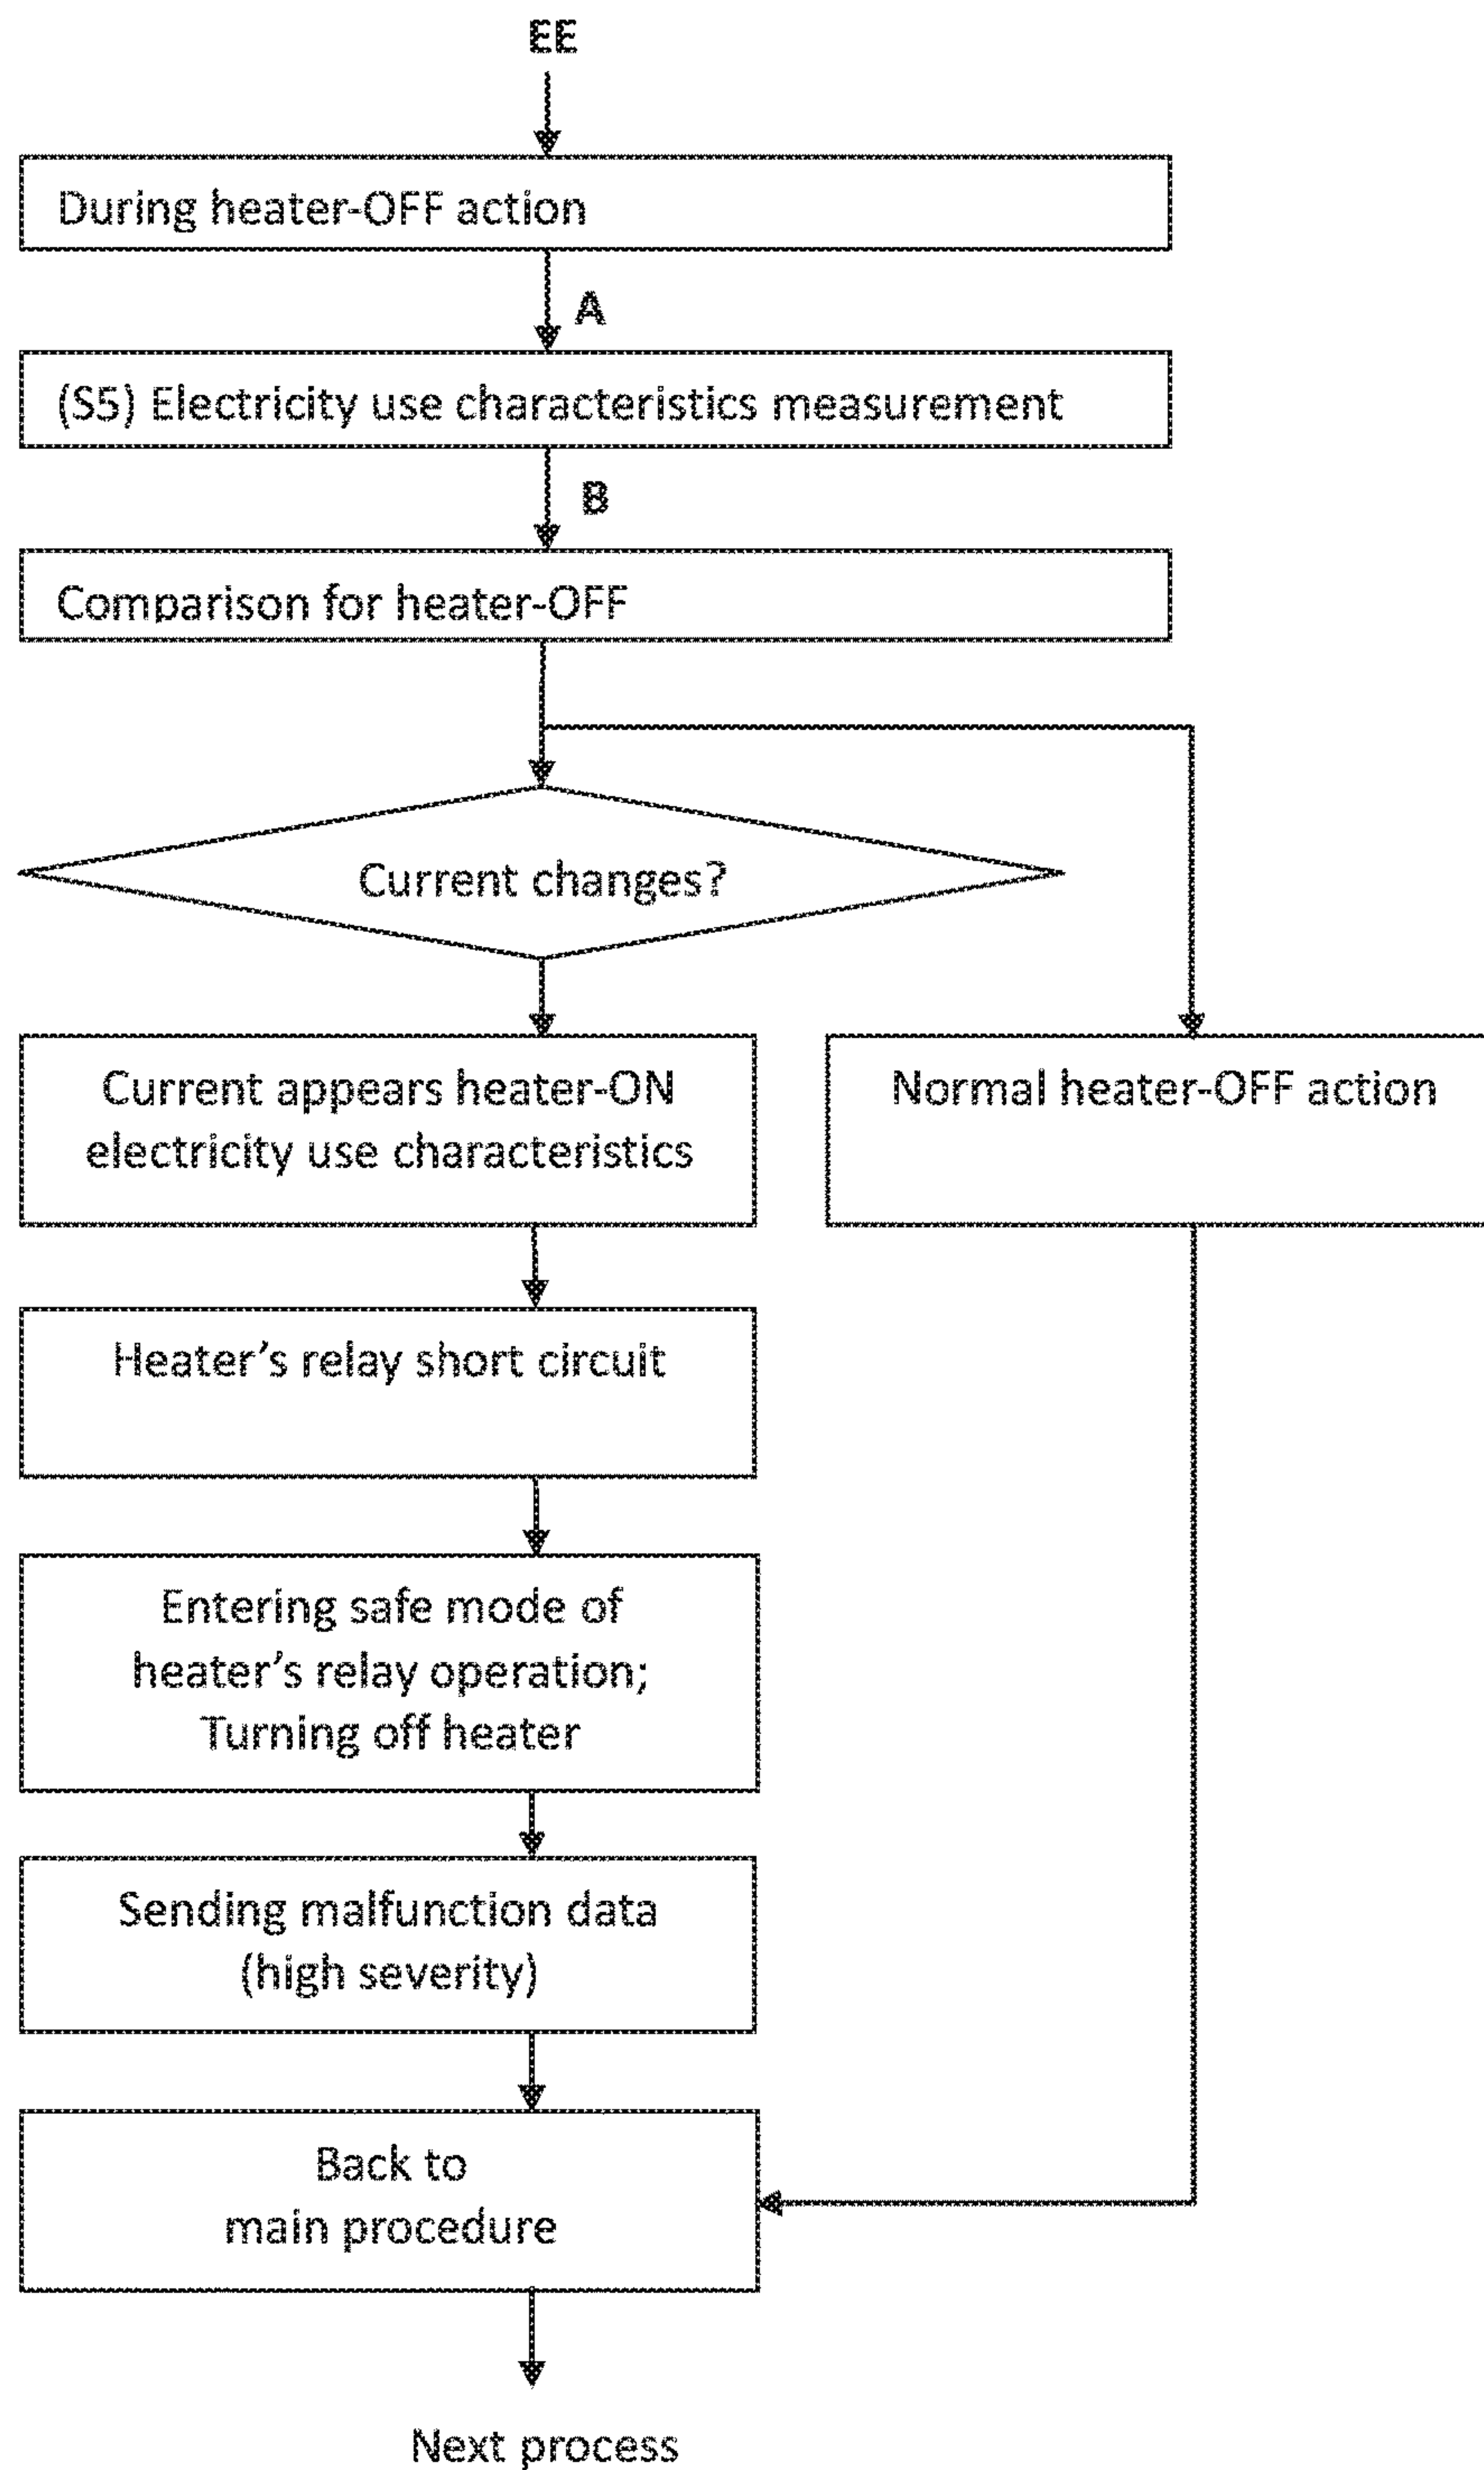 EE
During heater-OFF action
A
(S5) Electricity use characteristics measurement
B
Comparison for heater-OFF
Current changes?
Current appears heater-ON
electricity use characteristics
Normal heater-OFF action
Heater's relay short circuit
Entering safe mode of
heater's relay operation;
Turning off heater
Sending malfunction data
(high severity)
Back to
main procedure
Next process